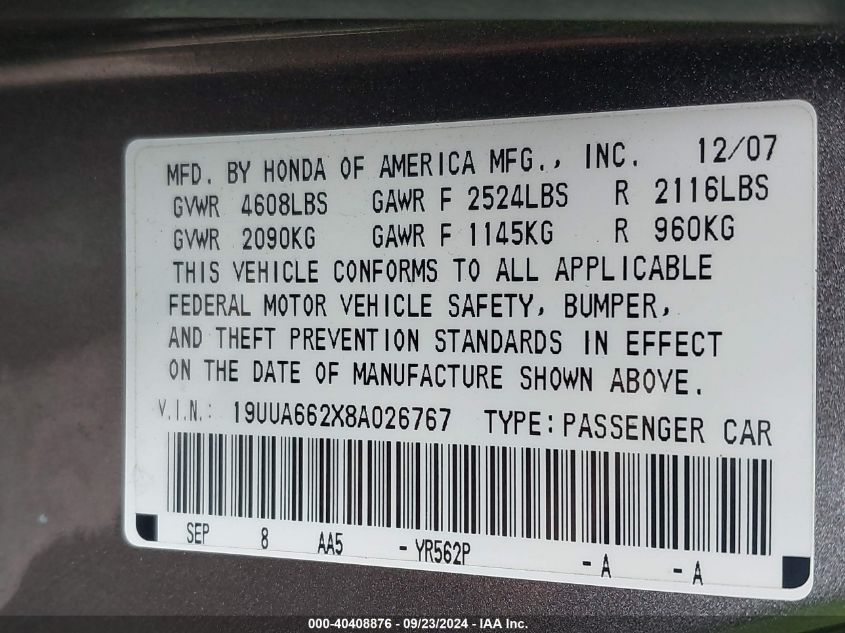 MFD. BY HONDA OF AMERICA MFG., INC. 12/07
GVWR 4608LBS GAWR F 2524LBS R 2116LBS
GVWR 2090KG GAWR F 1145KG R 960KG
THIS VEHICLE CONFORMS TO ALL APPLICABLE
FEDERAL MOTOR VEHICLE SAFETY, BUMPER,
AND THEFT PREVENTION STANDARDS IN EFFECT
ON THE DATE OF MANUFACTURE SHOWN ABOVE.
V.I.N.: 19UUA662X8A026767 TYPE:PASSENGER CAR
SEP 8 AA5 -YR562P -A -A
000-40408876 - 09/23/2024 - IAA Inc.